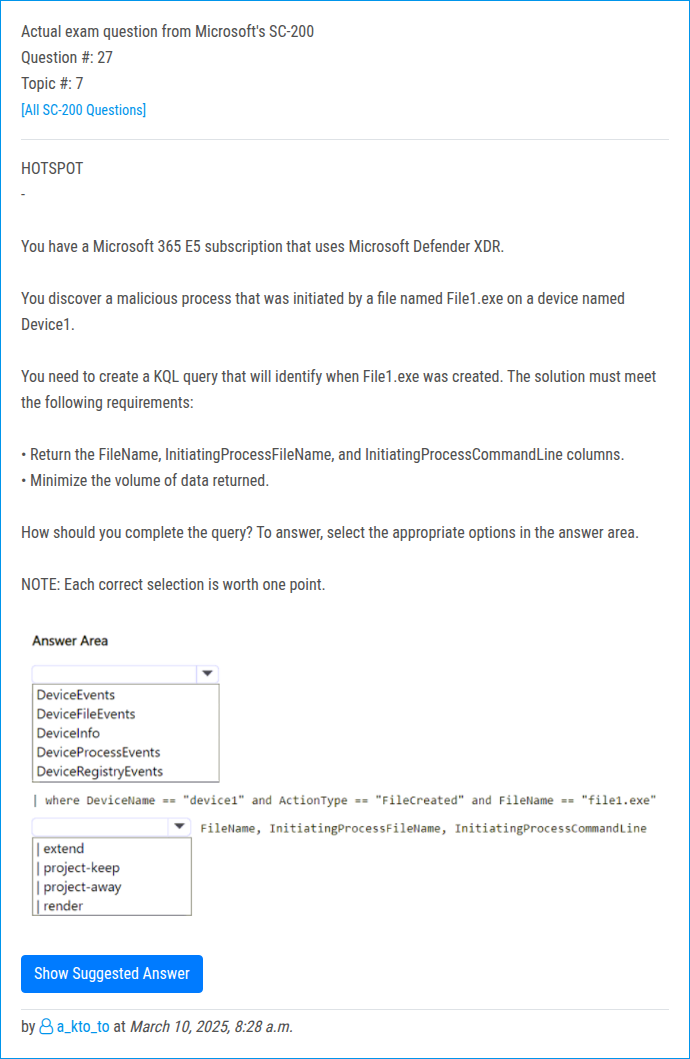 Actual exam question from Microsoft's SC-200
Question #: 27
Topic #: 7
[All SC-200 Questions]
HOTSPOT
-
You have a Microsoft 365 E5 subscription that uses Microsoft Defender XDR.
You discover a malicious process that was initiated by a file named File1.exe on a device named
Device1.
You need to create a KQL query that will identify when File1.exe was created. The solution must meet
the following requirements:
• Return the FileName, InitiatingProcessFileName, and InitiatingProcessCommandLine columns.
• Minimize the volume of data returned.
How should you complete the query? To answer, select the appropriate options in the answer area.
NOTE: Each correct selection is worth one point.
Answer Area
DeviceEvents
DeviceFileEvents
DeviceInfo
DeviceProcessEvents
DeviceRegistryEvents
| where DeviceName == "device1" and ActionType == "FileCreated" and FileName == "file1.exe"
FileName, InitiatingProcessFileName, InitiatingProcessCommandLine
| extend
| project-keep
| project-away
| render
Show Suggested Answer
by a_kto_to at March 10, 2025, 8:28 a.m.